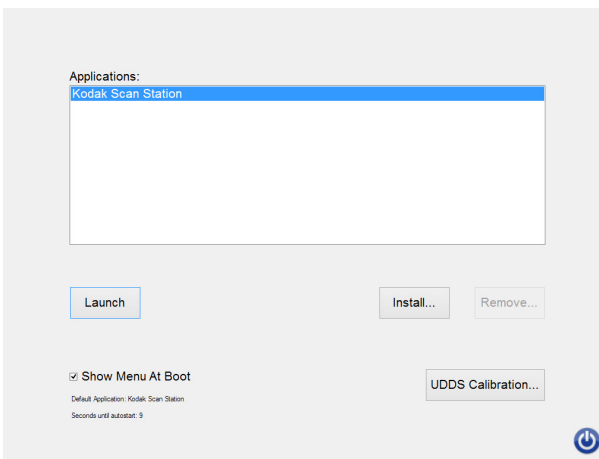 Applications:
Kodak Scan Station
Launch
Install...
Remove...
Show Menu At Boot
UDDS Calibration...
Default Application: Kodak Scan Station
Seconds until autostart: 9